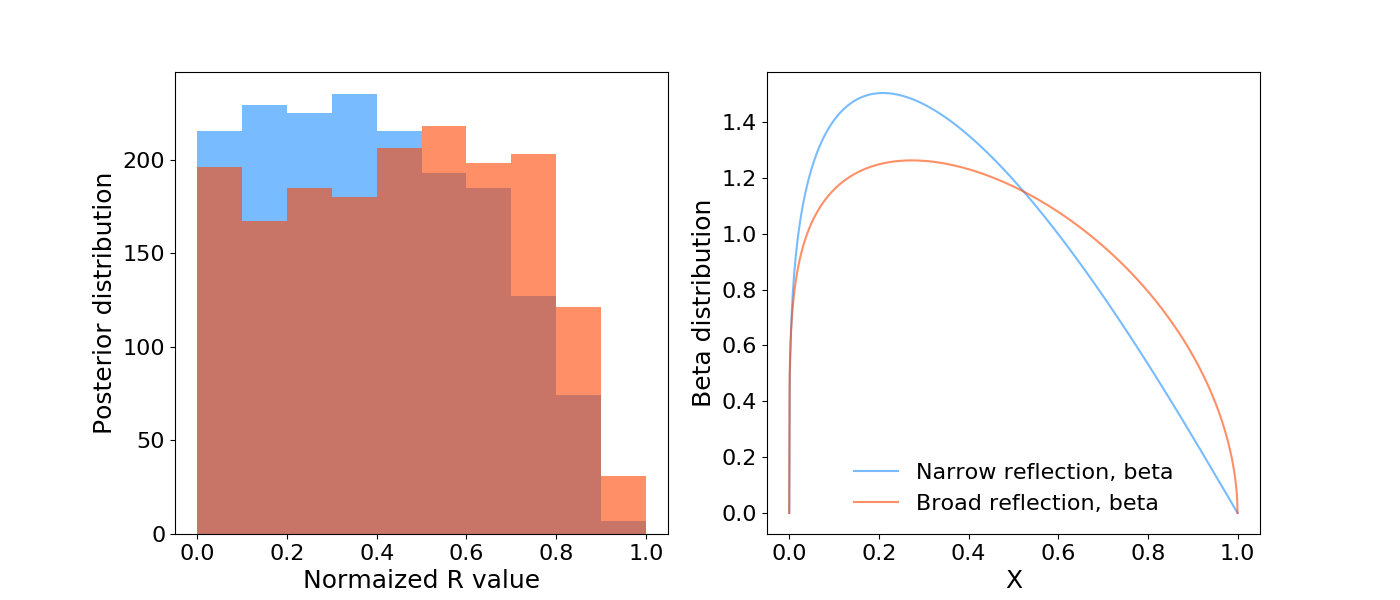 Posterior distribution
200
150
100
50
0
0.0 0.2 0.4 0.6 0.8 1.0
Normaized R value
Beta distribution
1.4
1.2
1.0
0.8
0.6
0.4
0.2
0.0
Narrow reflection, beta
Broad reflection, beta
0.0 0.2 0.4 0.6 0.8 1.0
X